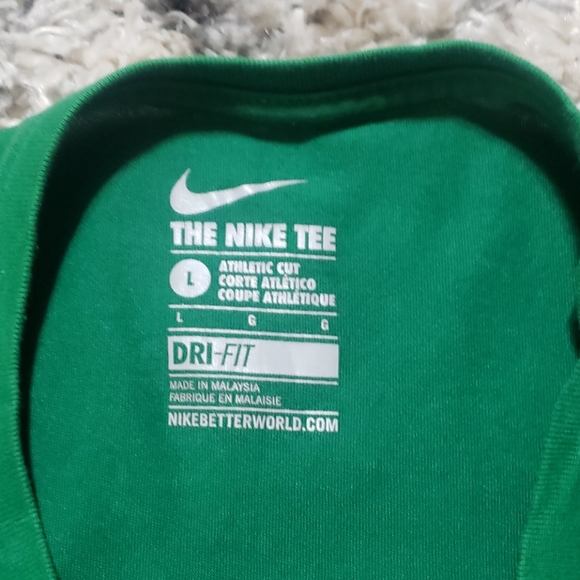 THE NIKE TEE
L
ATHLETIC CUT
CORTE ATLÉTICO
COUPE ATHLÉTIQUE
L G G
DRI-FIT
MADE IN MALAYSIA
FABRIQUE EN MALAISIE
NIKEBETTERWORLD.COM